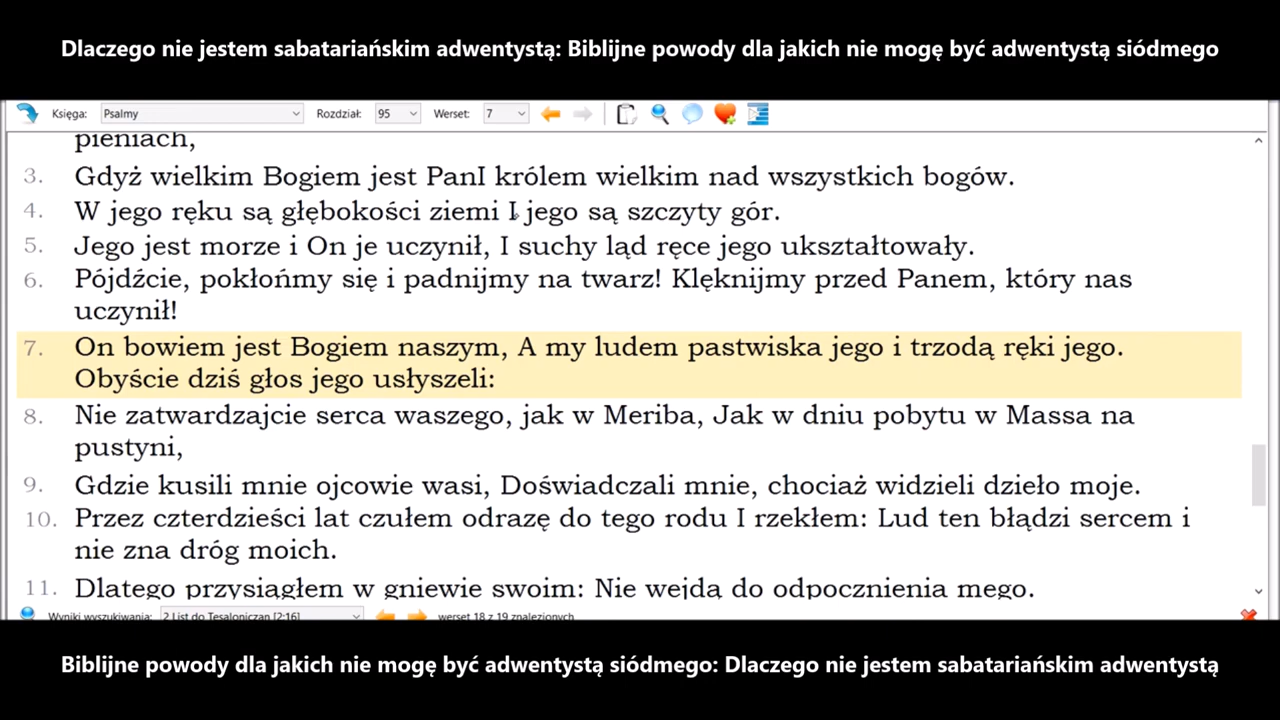 Dlaczego nie jestem sabatariańskim adwentystą: Biblijne powody dla jakich nie mogę być adwentystą siódmego
Księga: Psalmy Rozdział: 95 Werset: 7
pieniach,
3. Gdyż wielkim Bogiem jest PanI królem wielkim nad wszystkich bogów.
4. W jego ręku są głębokości ziemi I jego są szczyty gór.
5. Jego jest morze i On je uczynił, I suchy ląd ręce jego ukształtowały.
6. Pójdźcie, pokłońmy się i padnijmy na twarz! Klęknijmy przed Panem, który nas
uczynił!
7. On bowiem jest Bogiem naszym, A my ludem pastwiska jego i trzodą ręki jego.
Obyście dziś głos jego usłyszeli:
8. Nie zatwardzajcie serca waszego, jak w Meriba, Jak w dniu pobytu w Massa na
pustyni,
9. Gdzie kusili mnie ojcowie wasi, Doświadczali mnie, chociaż widzieli dzieło moje.
10. Przez czterdzieści lat czułem odrazę do tego rodu I rzekłem: Lud ten błądzi sercem i
nie zna dróg moich.
11. Dlatego przysiągłem w gniewie swoim: Nie wejdą do odpocznienia mego.
Wyniki wyszukiwania: 2 List do Tesaloniczan [2:16] werset 18 z 19 znalezionych
Biblijne powody dla jakich nie mogę być adwentystą siódmego: Dlaczego nie jestem sabatariańskim adwentystą